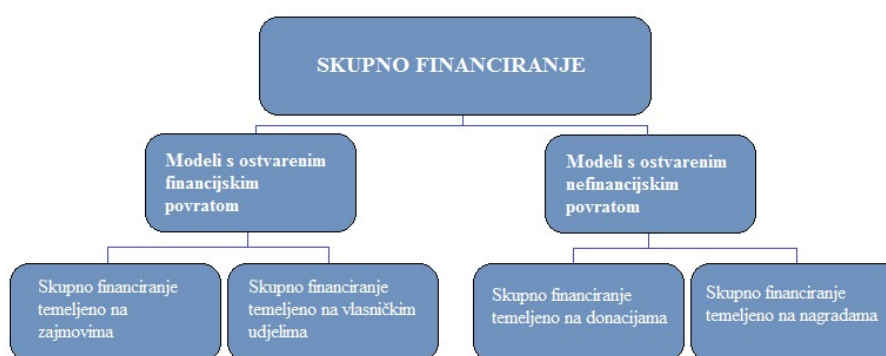 SKUPNO FINANCIRANJE
Modeli s ostvarenim
financijskim
povratom
Modeli s ostvarenim
nefinancijskim
povratom
Skupno financiranje
temeljeno na
zajmovima
Skupno financiranje
temeljeno na vlasničkim
udjelima
Skupno financiranje
temeljeno na donacijama
Skupno financiranje
temeljeno na nagradama